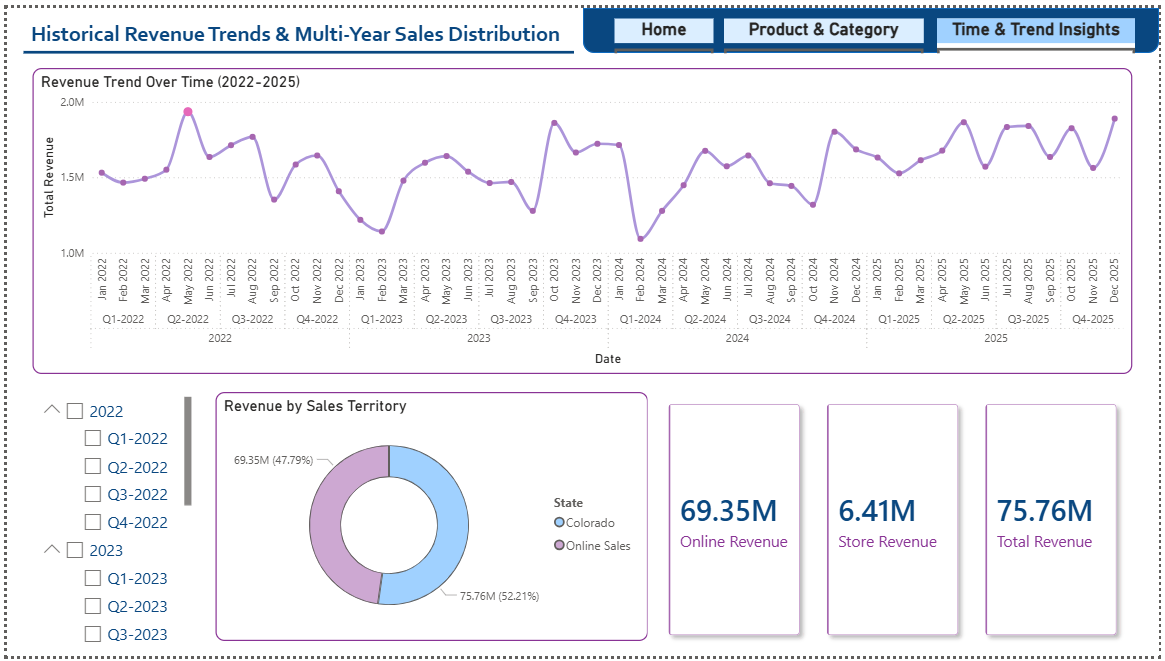 Historical Revenue Trends & Multi-Year Sales Distribution
Home
Product & Category
Time & Trend Insights
Revenue Trend Over Time (2022-2025)
Total Revenue
2.0M
1.5M
1.0M
Jan 2022
Feb 2022
Mar 2022
Apr 2022
May 2022
Jun 2022
Jul 2022
Aug 2022
Sep 2022
Oct 2022
Nov 2022
Dec 2022
Jan 2023
Feb 2023
Mar 2023
Apr 2023
May 2023
Jun 2023
Jul 2023
Aug 2023
Sep 2023
Oct 2023
Nov 2023
Dec 2023
Jan 2024
Feb 2024
Mar 2024
Apr 2024
May 2024
Jun 2024
Jul 2024
Aug 2024
Sep 2024
Oct 2024
Nov 2024
Dec 2024
Jan 2025
Feb 2025
Mar 2025
Apr 2025
May 2025
Jun 2025
Jul 2025
Aug 2025
Sep 2025
Oct 2025
Nov 2025
Dec 2025
Q1-2022
Q2-2022
Q3-2022
Q4-2022
Q1-2023
Q2-2023
Q3-2023
Q4-2023
Q1-2024
Q2-2024
Q3-2024
Q4-2024
Q1-2025
Q2-2025
Q3-2025
Q4-2025
2022
2023
2024
2025
Date
2022
Q1-2022
Q2-2022
Q3-2022
Q4-2022
2023
Q1-2023
Q2-2023
Q3-2023
Revenue by Sales Territory
69.35M (47.79%)
75.76M (52.21%)
State
Colorado
Online Sales
69.35M
Online Revenue
6.41M
Store Revenue
75.76M
Total Revenue